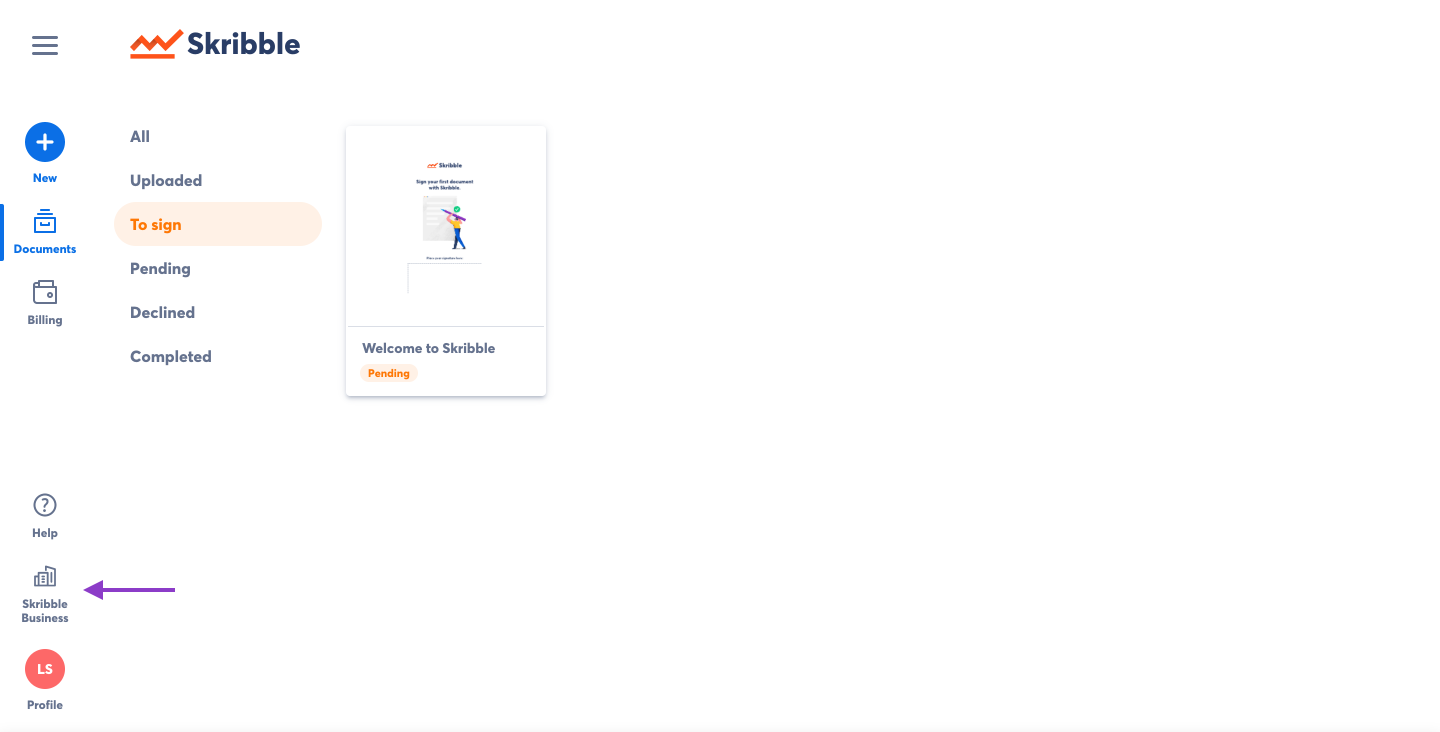 Skribble
New
Documents
Billing
Help
Skribble
Business
LS
Profile
All
Uploaded
To sign
Pending
Declined
Completed
Skribble
Sign your first document
with Skribble.
Welcome to Skribble
Pending